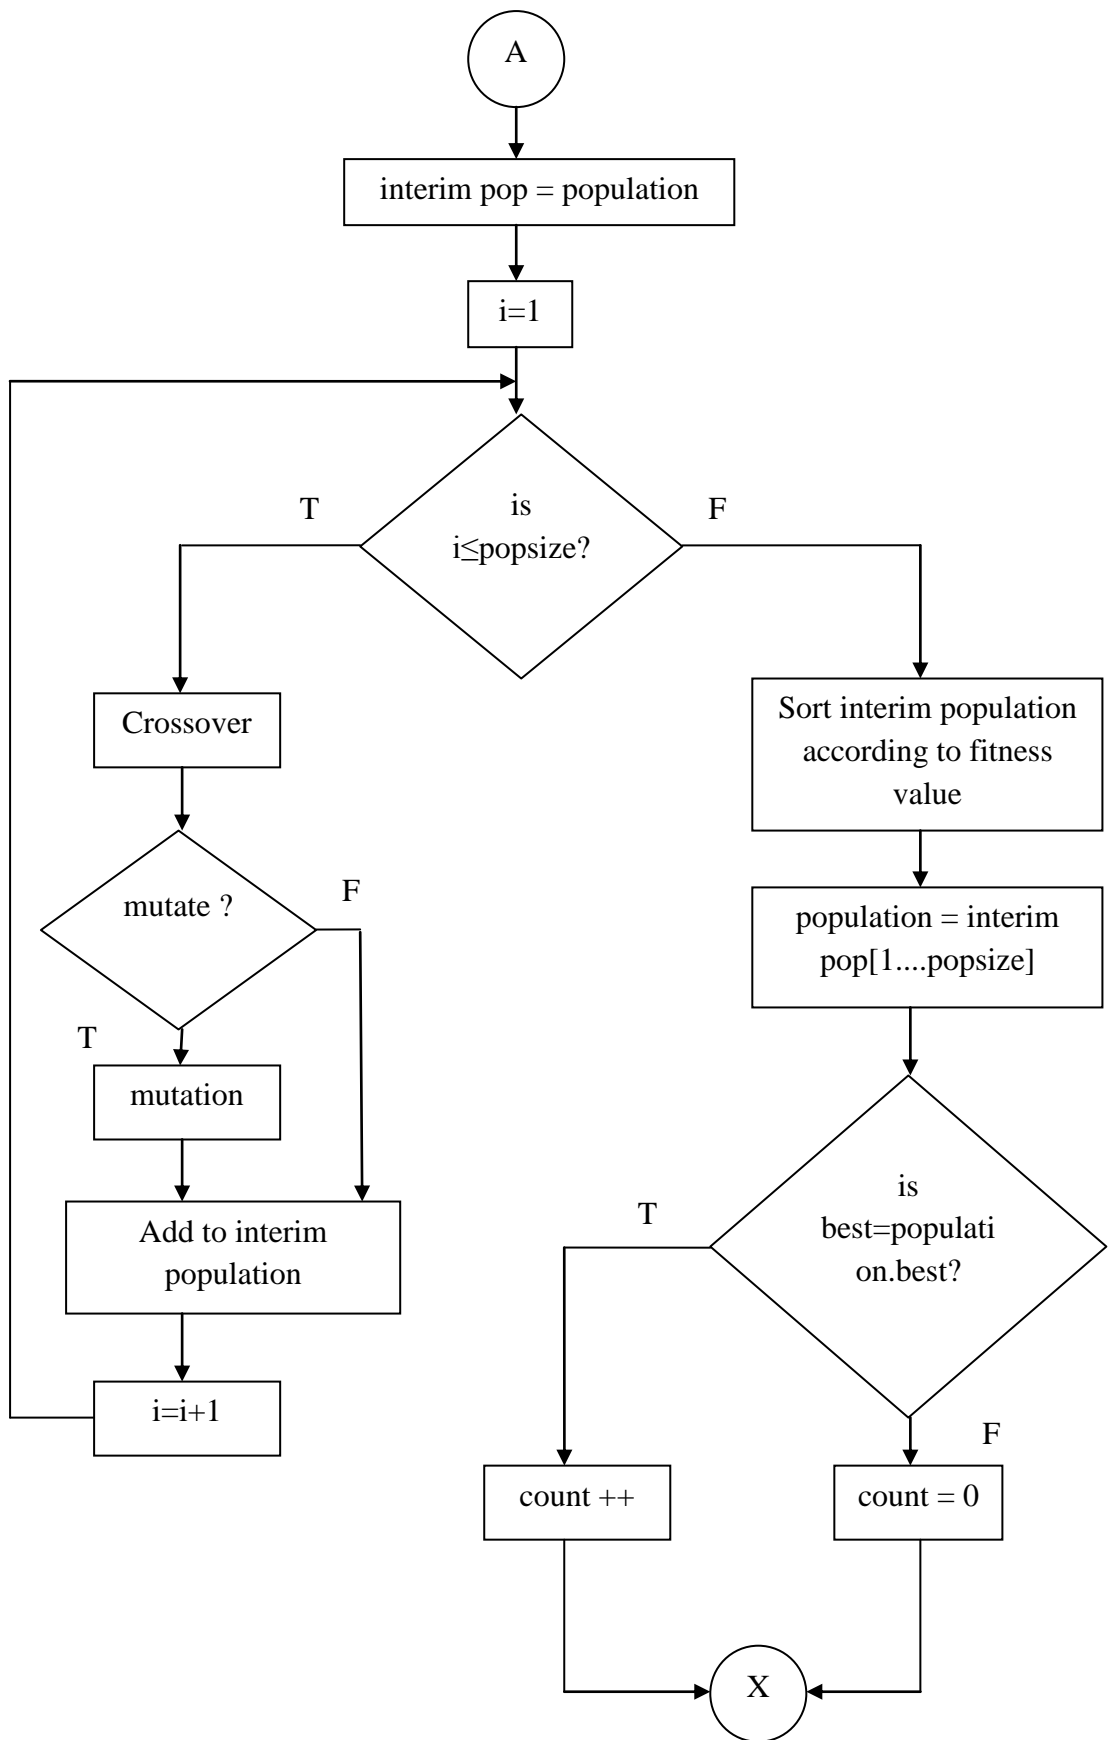 A
interim pop = population
i=1
is
i≤popsize?
T
F
Crossover
mutate ?
F
T
mutation
Add to interim
population
i=i+1
Sort interim population
according to fitness
value
population = interim
pop[1....popsize]
is
best=populati
on.best?
T
F
count ++
count = 0
X